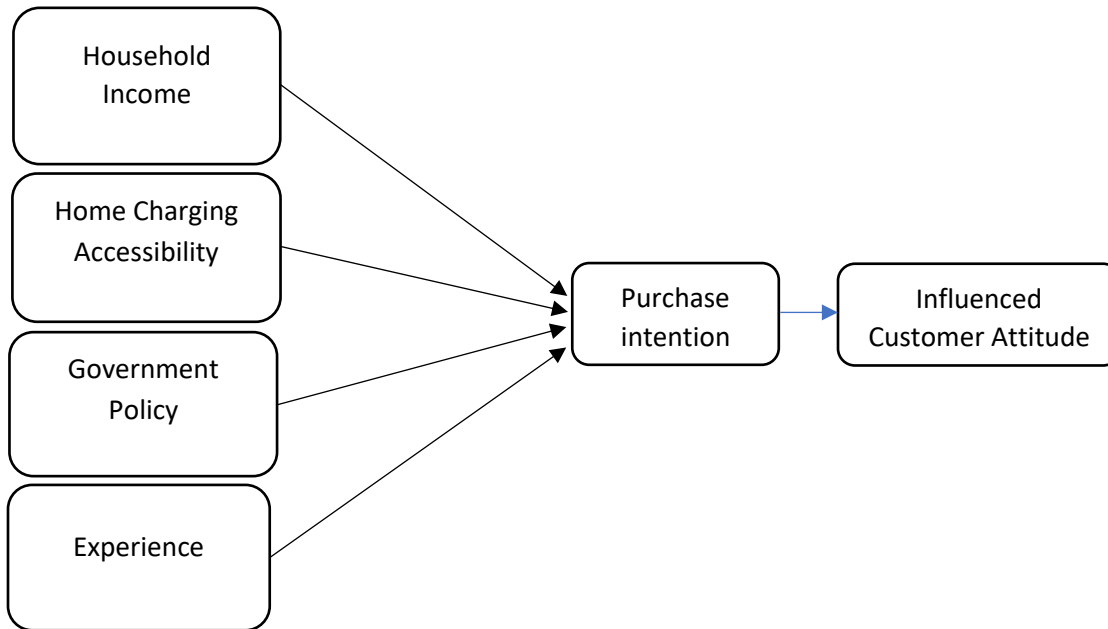 Household
Income
Home Charging
Accessibility
Government
Policy
Experience
Purchase
intention
Influenced
Customer Attitude